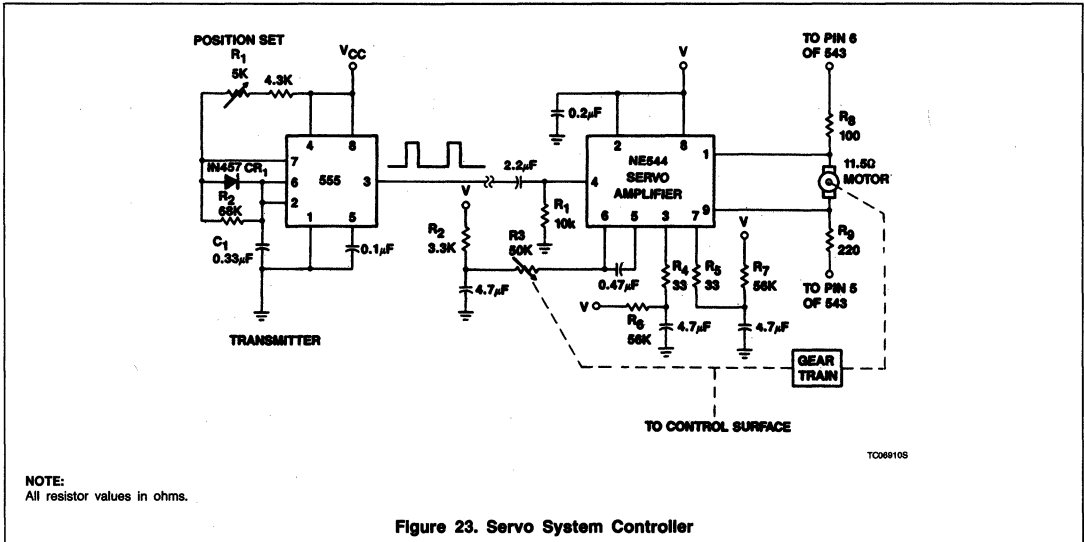 POSITION SET
R1
5K
4.3K
VCC
7
4
8
IN457 CR1
6
555
3
R2
68K
2
1
5
C1
0.33µF
0.1µF
TRANSMITTER
V
R2
3.3K
4.7µF
2.2µF
R1
10k
R3
50K
V
0.2µF
2
8
1
NE544
SERVO
AMPLIFIER
4
9
6
5
3
7
0.47µF
R4
33
R5
33
V
R7
56K
V
R6
56K
4.7µF
4.7µF
TO PIN 6
OF 543
R8
100
11.5Ω
MOTOR
R9
220
TO PIN 5
OF 543
GEAR
TRAIN
TO CONTROL SURFACE
TC06910S
NOTE:
All resistor values in ohms.
Figure 23. Servo System Controller